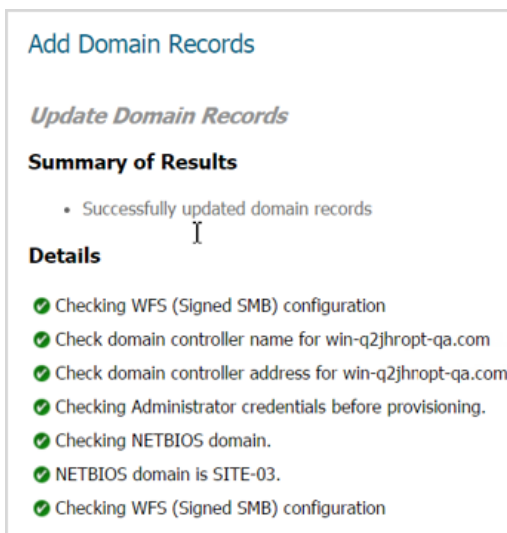 Add Domain Records
Update Domain Records
Summary of Results
• Successfully updated domain records
Details
Checking WFS (Signed SMB) configuration
Check domain controller name for win-q2jhropt-qa.com
Check domain controller address for win-q2jhropt-qa.com
Checking Administrator credentials before provisioning.
Checking NETBIOS domain.
NETBIOS domain is SITE-03.
Checking WFS (Signed SMB) configuration